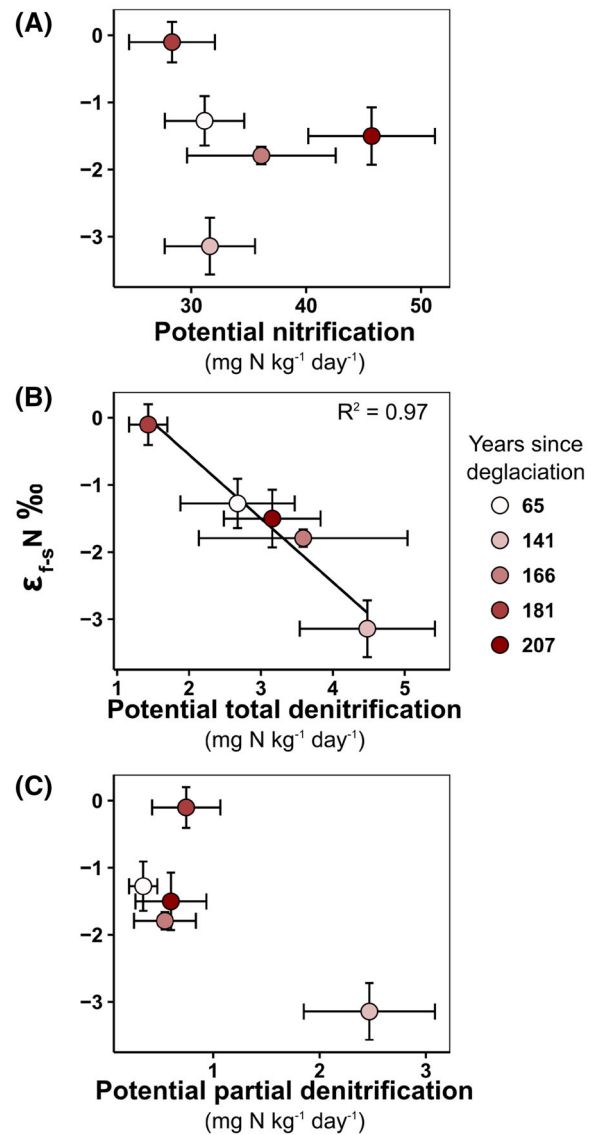 (A)
0
−1
−2
−3
30 40 50
Potential nitrification
(mg N kg⁻¹ day⁻¹)
(B)
R² = 0.97
0
−1
−2
−3
1 2 3 4 5
Potential total denitrification
(mg N kg⁻¹ day⁻¹)
εf-sN ‰
Years since
deglaciation
65
141
166
181
207
(C)
0
−1
−2
−3
1 2 3
Potential partial denitrification
(mg N kg⁻¹ day⁻¹)